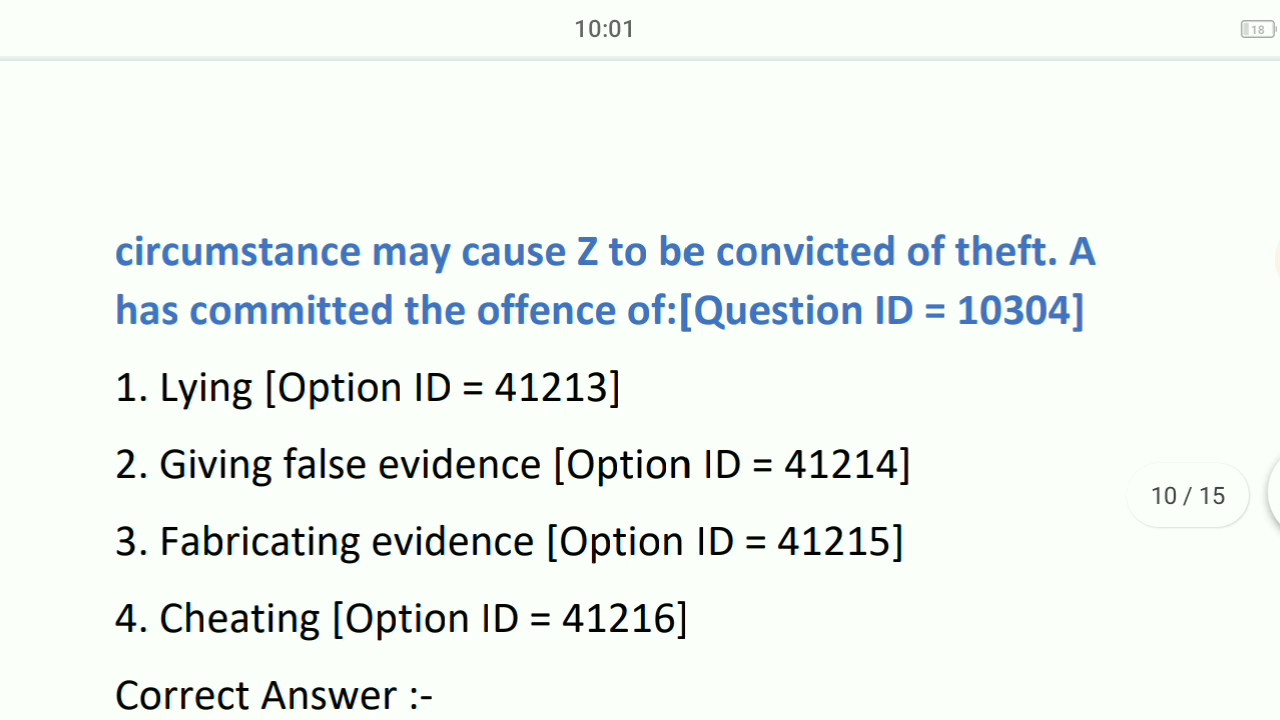 10:01
18
circumstance may cause Z to be convicted of theft. A
has committed the offence of:[Question ID = 10304]
1. Lying [Option ID = 41213]
2. Giving false evidence [Option ID = 41214]
10 / 15
3. Fabricating evidence [Option ID = 41215]
4. Cheating [Option ID = 41216]
Correct Answer :-